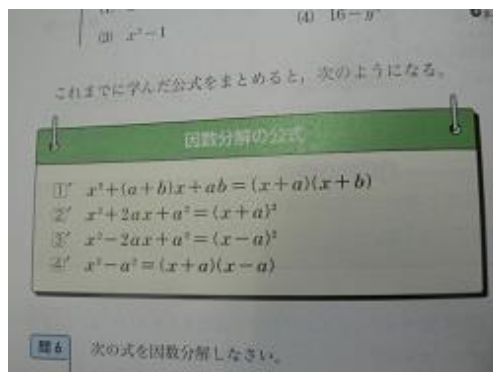 (4) 16-y²
(3) x²-1
これまでに学んだ公式をまとめると，次のようになる。
因数分解の公式
1′ x²+(a+b)x+ab=(x+a)(x+b)
2′ x²+2ax+a²=(x+a)²
3′ x²-2ax+a²=(x-a)²
4′ x²-a²=(x+a)(x-a)
問6 次の式を因数分解しなさい。